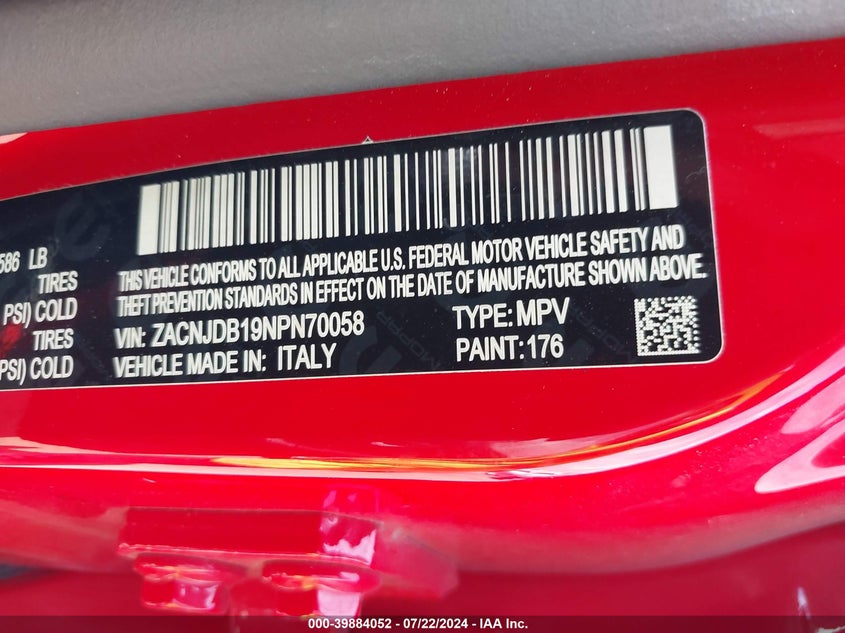 586 LB
TIRES
PSI) COLD
TIRES
PSI) COLD
THIS VEHICLE CONFORMS TO ALL APPLICABLE U.S. FEDERAL MOTOR VEHICLE SAFETY AND
THEFT PREVENTION STANDARDS IN EFFECT ON THE DATE OF MANUFACTURE SHOWN ABOVE.
VIN: ZACNJDB19NPN70058 TYPE: MPV
VEHICLE MADE IN: ITALY PAINT: 176
MOPAR
000-39884052 - 07/22/2024 - IAA Inc.